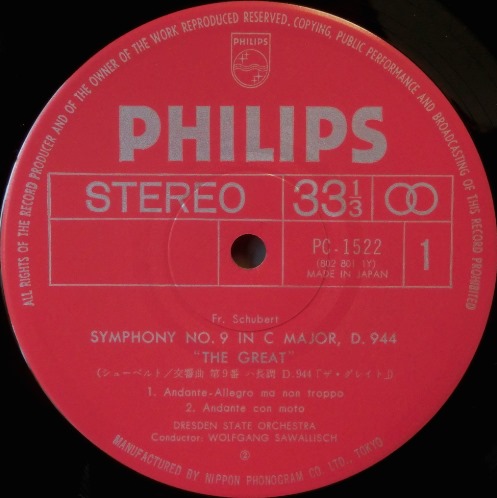 ALL RIGHTS OF THE RECORD PRODUCER AND OF THE OWNER OF THE WORK REPRODUCED RESERVED. COPYING, PUBLIC PERFORMANCE AND BROADCASTING OF THIS RECORD PROHIBITED
PHILIPS
PHILIPS
STEREO 33 1/3
PC-1522
(802 801 1Y)
MADE IN JAPAN
1
Fr. Schubert
SYMPHONY NO. 9 IN C MAJOR, D. 944
"THE GREAT"
(シューベルト/交響曲 第9番 ハ長調 D.944「ザ・グレイト」)
1. Andante-Allegro ma non troppo
2. Andante con moto
DRESDEN STATE ORCHESTRA
Conductor: WOLFGANG SAWALLISCH
②
MANUFACTURED BY NIPPON PHONOGRAM CO. LTD., TOKYO